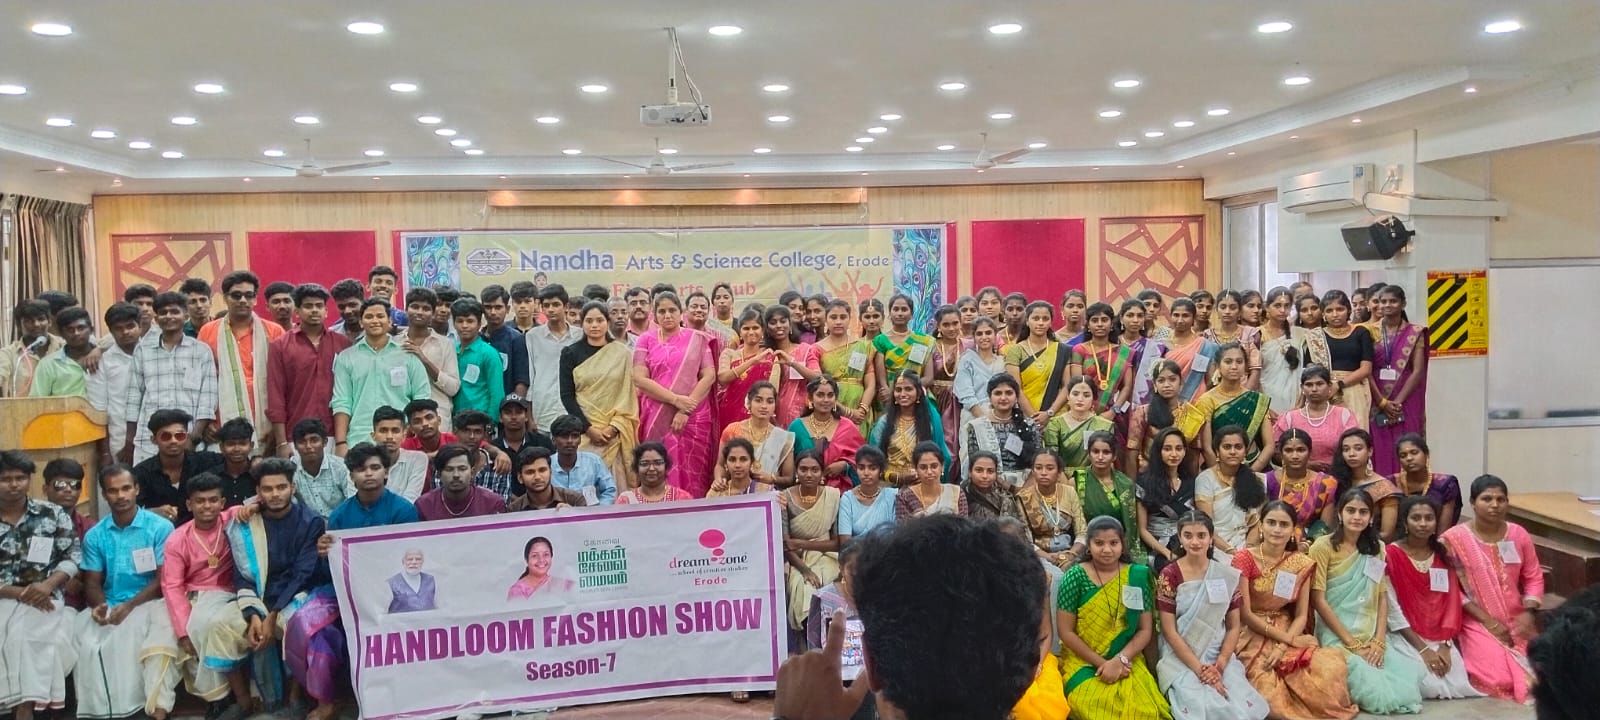 Nandha Arts & Science College, Erode
Fine Arts Club
கோவை
மக்கள்
சேவை
மையம்
dream zone
school of creative studies
Erode
HANDLOOM FASHION SHOW
Season-7